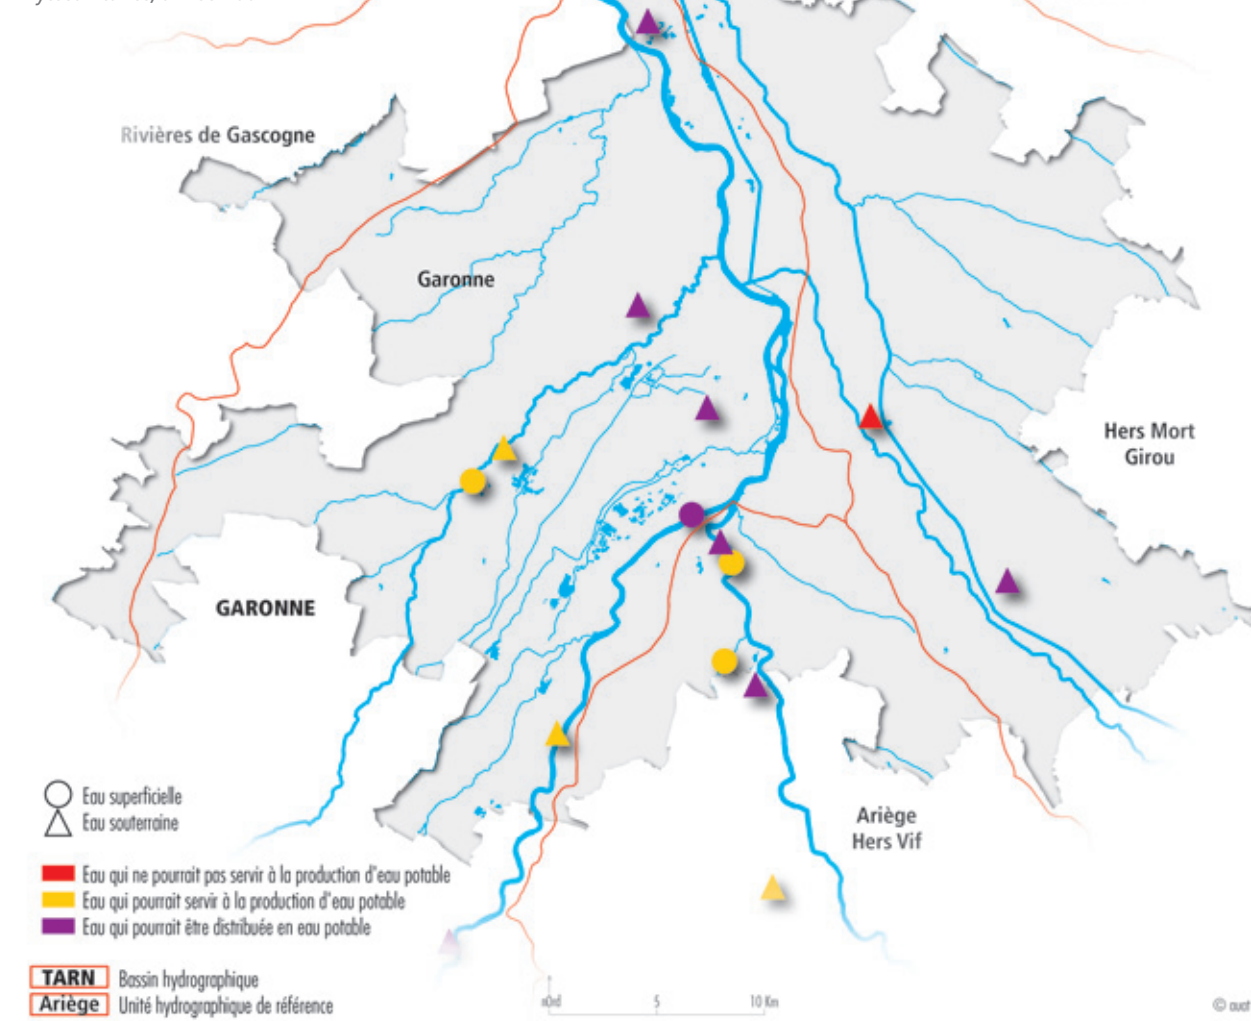 Rivières de Gascogne
Garonne
Hers Mort
Girou
GARONNE
Eau superficielle
Eau souterraine
Ariège
Hers Vif
Eau qui ne pourrait pas servir à la production d'eau potable
Eau qui pourrait servir à la production d'eau potable
Eau qui pourrait être distribuée en eau potable
TARN Bassin hydrographique
Ariège Unité hydrographique de référence
5 10 Km
© auat